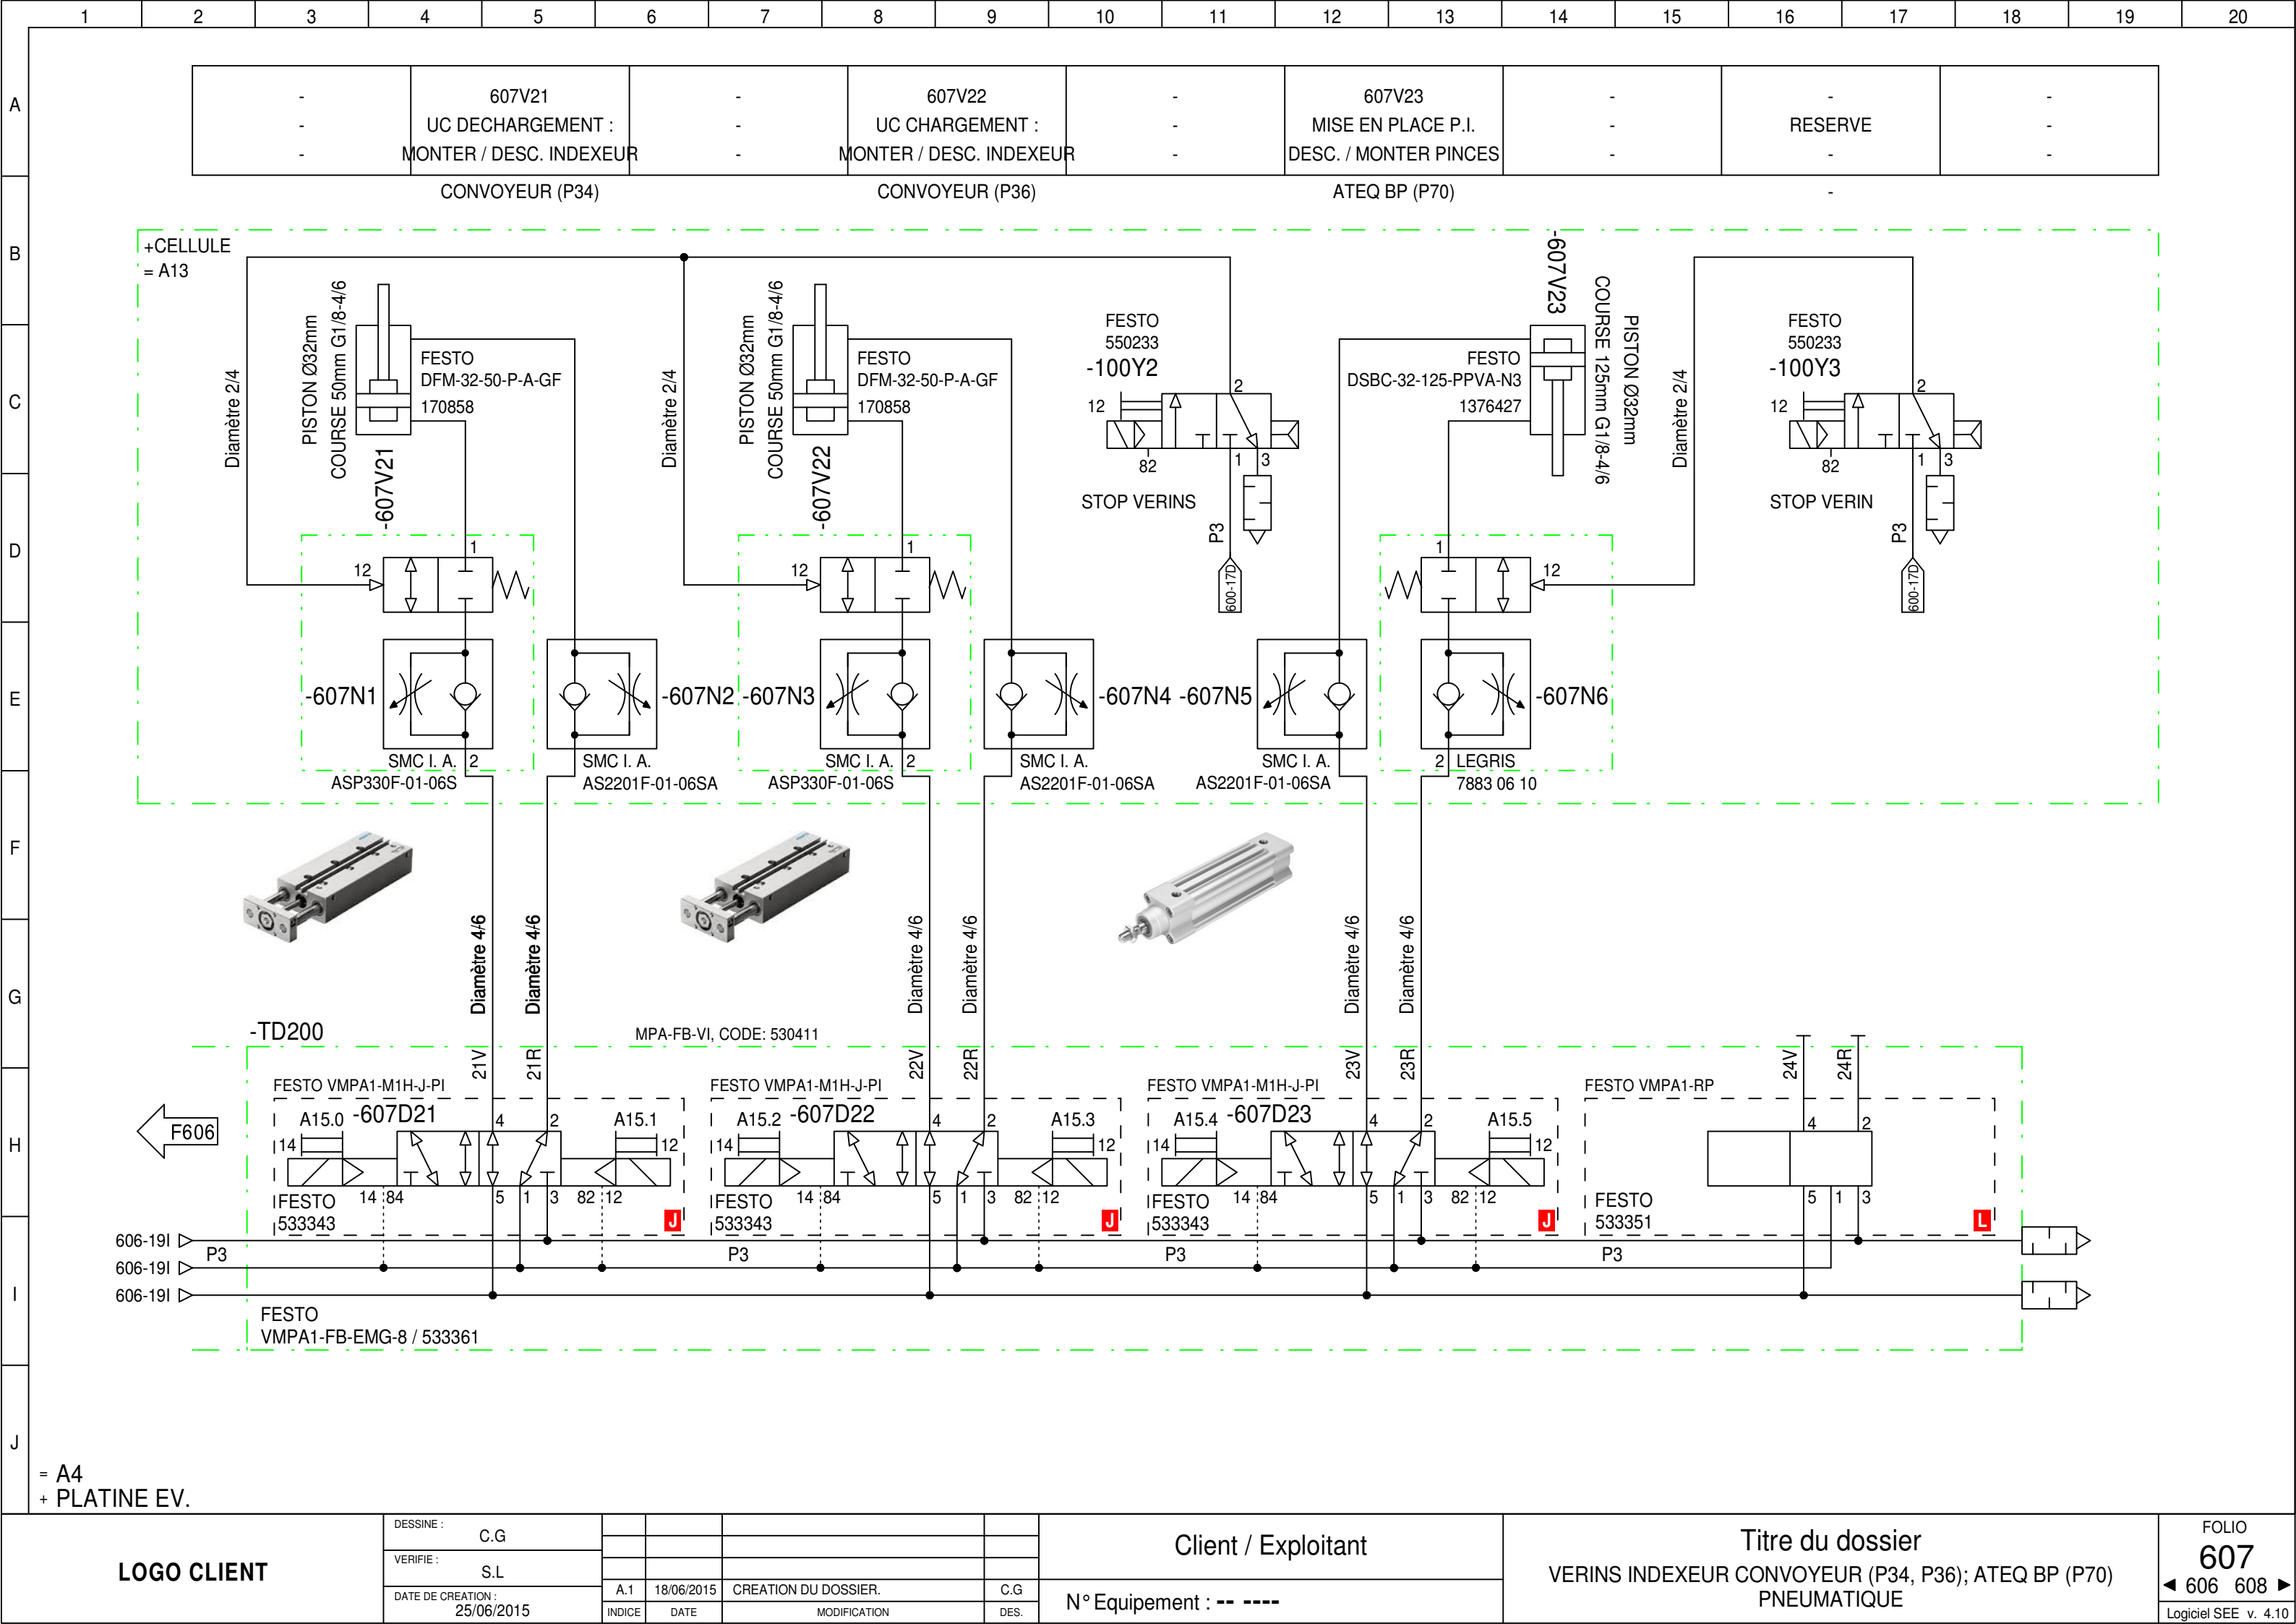 1 2 3 4 5 6 7 8 9 10 11 12 13 14 15 16 17 18 19 20
A
B
C
D
E
F
G
H
I
J
- 607V21 - 607V22 - 607V23 - - -
- UC DECHARGEMENT : - UC CHARGEMENT : - MISE EN PLACE P.I. - RESERVE -
- MONTER / DESC. INDEXEUR - MONTER / DESC. INDEXEUR - DESC. / MONTER PINCES - - -
CONVOYEUR (P34) CONVOYEUR (P36) ATEQ BP (P70) -
+CELLULE
= A13
Diamètre 2/4
PISTON Ø32mm
COURSE 50mm G1/8-4/6
-607V21
FESTO
DFM-32-50-P-A-GF
170858
Diamètre 2/4
PISTON Ø32mm
COURSE 50mm G1/8-4/6
-607V22
FESTO
DFM-32-50-P-A-GF
170858
FESTO
550233
-100Y2
12
82
2
1 3
STOP VERINS
P3
600-17D
-607V23
COURSE 125mm G1/8-4/6
PISTON Ø32mm
FESTO
DSBC-32-125-PPVA-N3
1376427
Diamètre 2/4
FESTO
550233
-100Y3
12
82
2
1 3
STOP VERIN
P3
600-17D
12 1
12 1
1 12
-607N1
SMC I. A. 2
ASP330F-01-06S
-607N2
SMC I. A.
AS2201F-01-06SA
-607N3
SMC I. A. 2
ASP330F-01-06S
-607N4
SMC I. A.
AS2201F-01-06SA
-607N5
SMC I. A.
AS2201F-01-06SA
-607N6
2 LEGRIS
7883 06 10
Diamètre 4/6
Diamètre 4/6
Diamètre 4/6
Diamètre 4/6
Diamètre 4/6
Diamètre 4/6
-TD200
MPA-FB-VI, CODE: 530411
21V 21R 22V 22R 23V 23R 24V 24R
F606
FESTO VMPA1-M1H-J-PI
A15.0 -607D21 4 2 A15.1
14 12
14 84 5 1 3 82 12
FESTO
533343
J
FESTO VMPA1-M1H-J-PI
A15.2 -607D22 4 2 A15.3
14 12
14 84 5 1 3 82 12
FESTO
533343
J
FESTO VMPA1-M1H-J-PI
A15.4 -607D23 4 2 A15.5
14 12
14 84 5 1 3 82 12
FESTO
533343
J
FESTO VMPA1-RP
4 2
5 1 3
FESTO
533351
L
606-19I
P3 P3 P3 P3
606-19I
606-19I
FESTO
VMPA1-FB-EMG-8 / 533361
= A4
+ PLATINE EV.
LOGO CLIENT
DESSINE :
C.G
VERIFIE :
S.L
DATE DE CREATION :
25/06/2015
A.1 18/06/2015 CREATION DU DOSSIER. C.G
INDICE DATE MODIFICATION DES.
Client / Exploitant
N° Equipement : -- ----
Titre du dossier
VERINS INDEXEUR CONVOYEUR (P34, P36); ATEQ BP (P70)
PNEUMATIQUE
FOLIO
607
606 608
Logiciel SEE v. 4.10